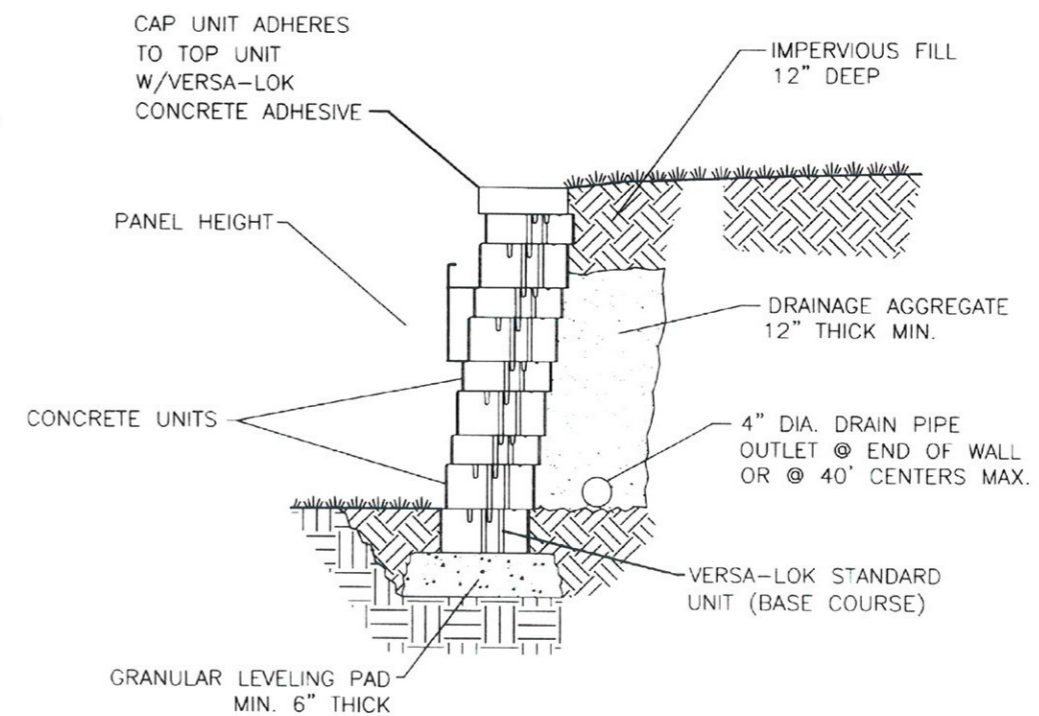 CAP UNIT ADHERES
TO TOP UNIT
W/VERSA-LOK
CONCRETE ADHESIVE
IMPERVIOUS FILL
12" DEEP
PANEL HEIGHT
DRAINAGE AGGREGATE
12" THICK MIN.
CONCRETE UNITS
4" DIA. DRAIN PIPE
OUTLET @ END OF WALL
OR @ 40' CENTERS MAX.
VERSA-LOK STANDARD
UNIT (BASE COURSE)
GRANULAR LEVELING PAD
MIN. 6" THICK